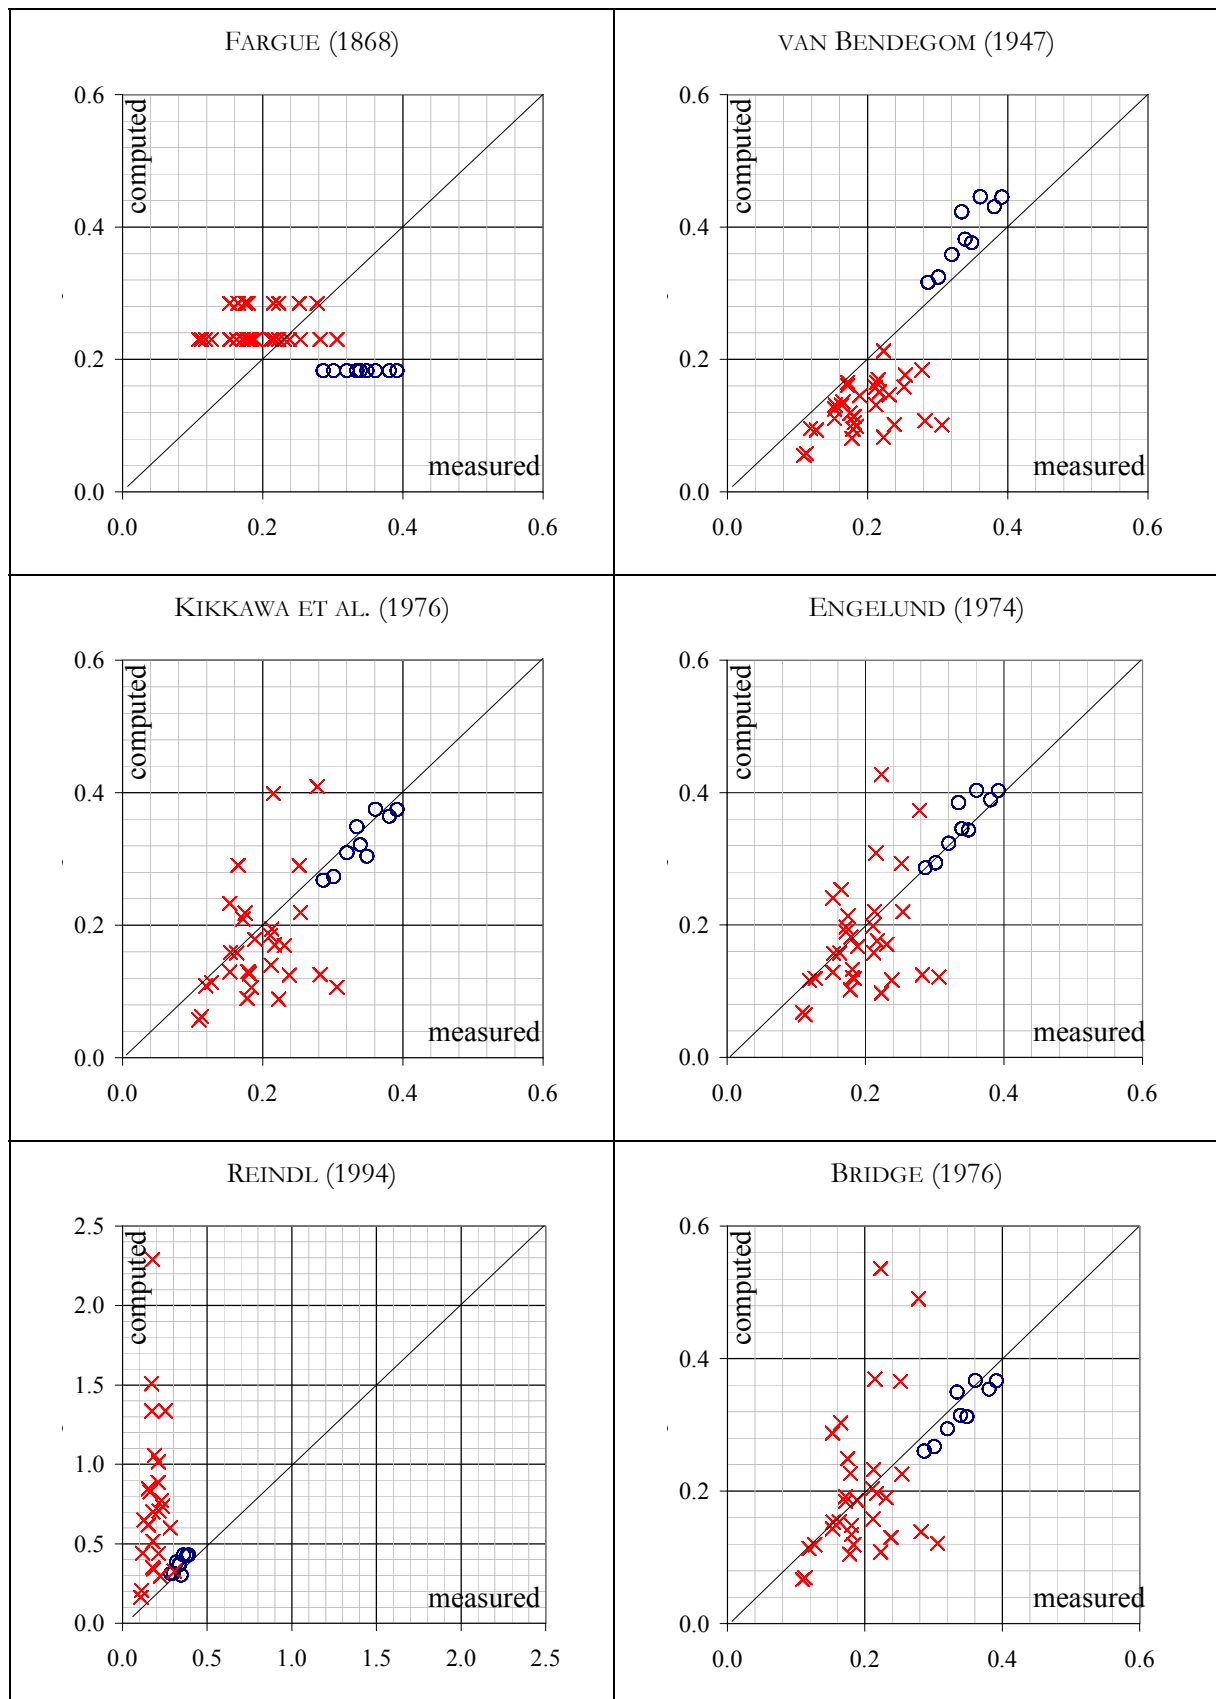 FARGUE (1868)
0.6
computed
0.4
0.2
measured
0.0
0.0 0.2 0.4 0.6
VAN BENDEGOM (1947)
0.6
computed
0.4
0.2
measured
0.0
0.0 0.2 0.4 0.6
KIKKAWA ET AL. (1976)
0.6
computed
0.4
0.2
measured
0.0
0.0 0.2 0.4 0.6
ENGELUND (1974)
0.6
computed
0.4
0.2
measured
0.0
0.0 0.2 0.4 0.6
REINDL (1994)
2.5
computed
2.0
1.5
1.0
0.5
measured
0.0
0.0 0.5 1.0 1.5 2.0 2.5
BRIDGE (1976)
0.6
computed
0.4
0.2
measured
0.0
0.0 0.2 0.4 0.6